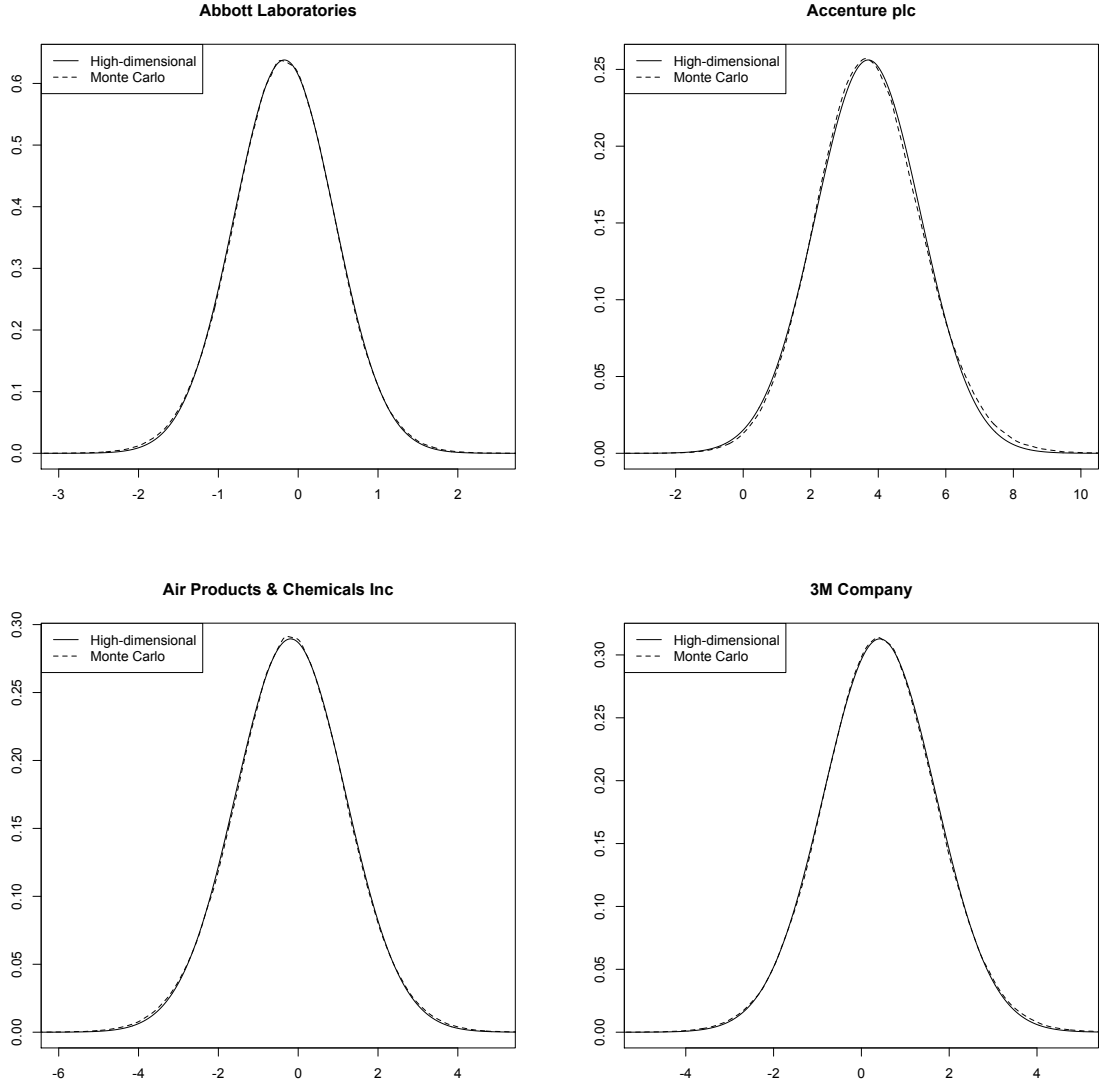 Abbott Laboratories
High-dimensional
Monte Carlo
0.0 0.1 0.2 0.3 0.4 0.5 0.6
-3 -2 -1 0 1 2
Accenture plc
High-dimensional
Monte Carlo
0.00 0.05 0.10 0.15 0.20 0.25
-2 0 2 4 6 8 10
Air Products & Chemicals Inc
High-dimensional
Monte Carlo
0.00 0.05 0.10 0.15 0.20 0.25 0.30
-6 -4 -2 0 2 4
3M Company
High-dimensional
Monte Carlo
0.00 0.05 0.10 0.15 0.20 0.25 0.30
-4 -2 0 2 4